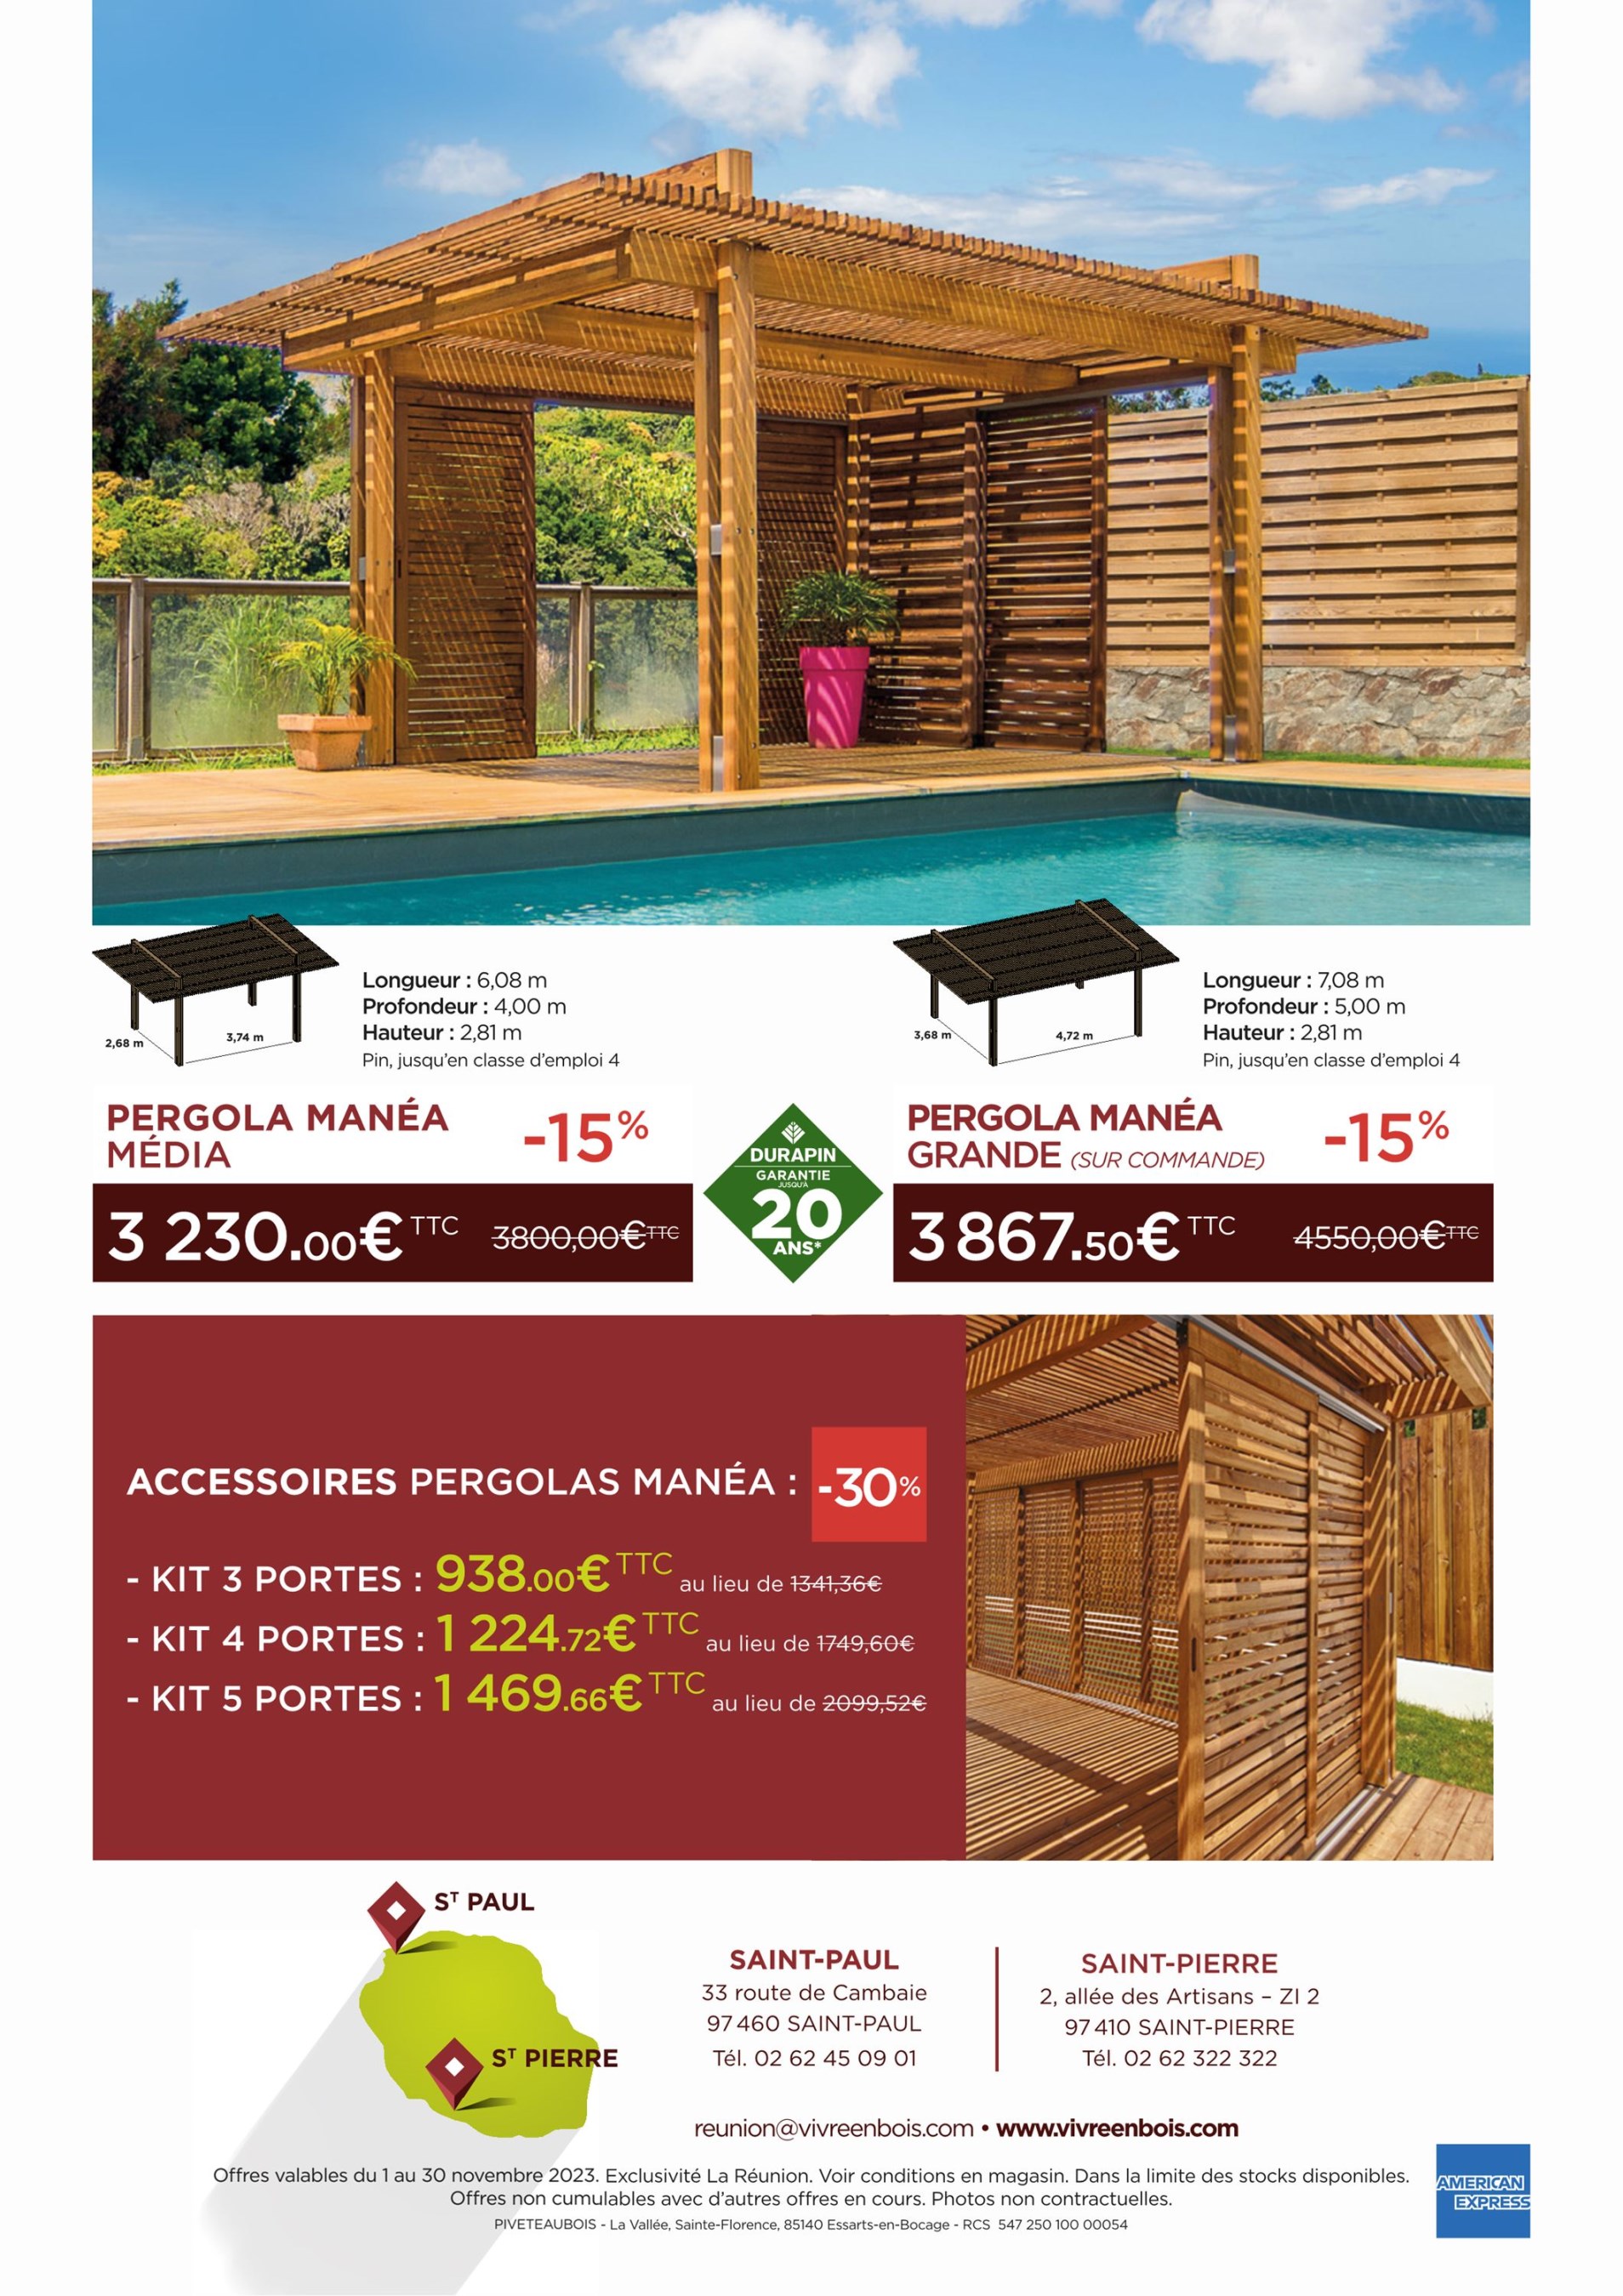 Longueur : 6,08 m
Profondeur : 4,00 m
Hauteur : 2,81 m
Pin, jusqu'en classe d'emploi 4
2,68 m
3,74 m
Longueur : 7,08 m
Profondeur : 5,00 m
Hauteur : 2,81 m
Pin, jusqu'en classe d'emploi 4
3,68 m
4,72 m
PERGOLA MANÉA
MÉDIA
-15%
3 230.00€ TTC 3800,00€ TTC
DURAPIN
GARANTIE
JUSQU'À
20
ANS*
PERGOLA MANÉA
GRANDE (SUR COMMANDE)
-15%
3 867.50€ TTC 4550,00€ TTC
ACCESSOIRES PERGOLAS MANÉA : -30%
- KIT 3 PORTES : 938.00€ TTC au lieu de 1341,36€
- KIT 4 PORTES : 1 224.72€ TTC au lieu de 1749,60€
- KIT 5 PORTES : 1 469.66€ TTC au lieu de 2099,52€
ST PAUL
ST PIERRE
SAINT-PAUL
33 route de Cambaie
97 460 SAINT-PAUL
Tél. 02 62 45 09 01
SAINT-PIERRE
2, allée des Artisans – ZI 2
97 410 SAINT-PIERRE
Tél. 02 62 322 322
reunion@vivreenbois.com • www.vivreenbois.com
Offres valables du 1 au 30 novembre 2023. Exclusivité La Réunion. Voir conditions en magasin. Dans la limite des stocks disponibles.
Offres non cumulables avec d'autres offres en cours. Photos non contractuelles.
PIVETEAUBOIS - La Vallée, Sainte-Florence, 85140 Essarts-en-Bocage - RCS 547 250 100 00054
AMERICAN
EXPRESS